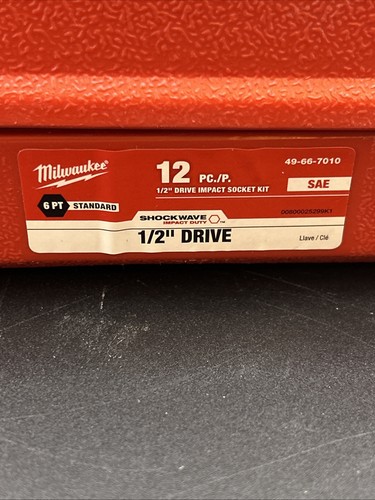 Milwaukee®
12 PC./P.
1/2" DRIVE IMPACT SOCKET KIT
49-66-7010
SAE
6 PT STANDARD
SHOCKWAVE™
IMPACT DUTY
1/2" DRIVE
Llave / Clé